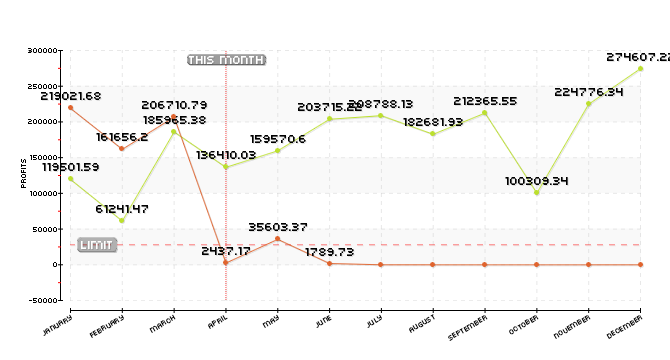 300000
THIS MONTH
274607.22
250000
219021.68
206710.79
224776.34
203715.22
208788.13
212365.55
200000
185965.38
182681.93
161656.2
159570.6
150000
136410.03
119501.59
100309.34
100000
PROFITS
61241.47
50000
35603.37
LIMIT
2437.17
1789.73
0
-50000
JANUARY
FEBRUARY
MARCH
APRIL
MAY
JUNE
JULY
AUGUST
SEPTEMBER
OCTOBER
NOVEMBER
DECEMBER